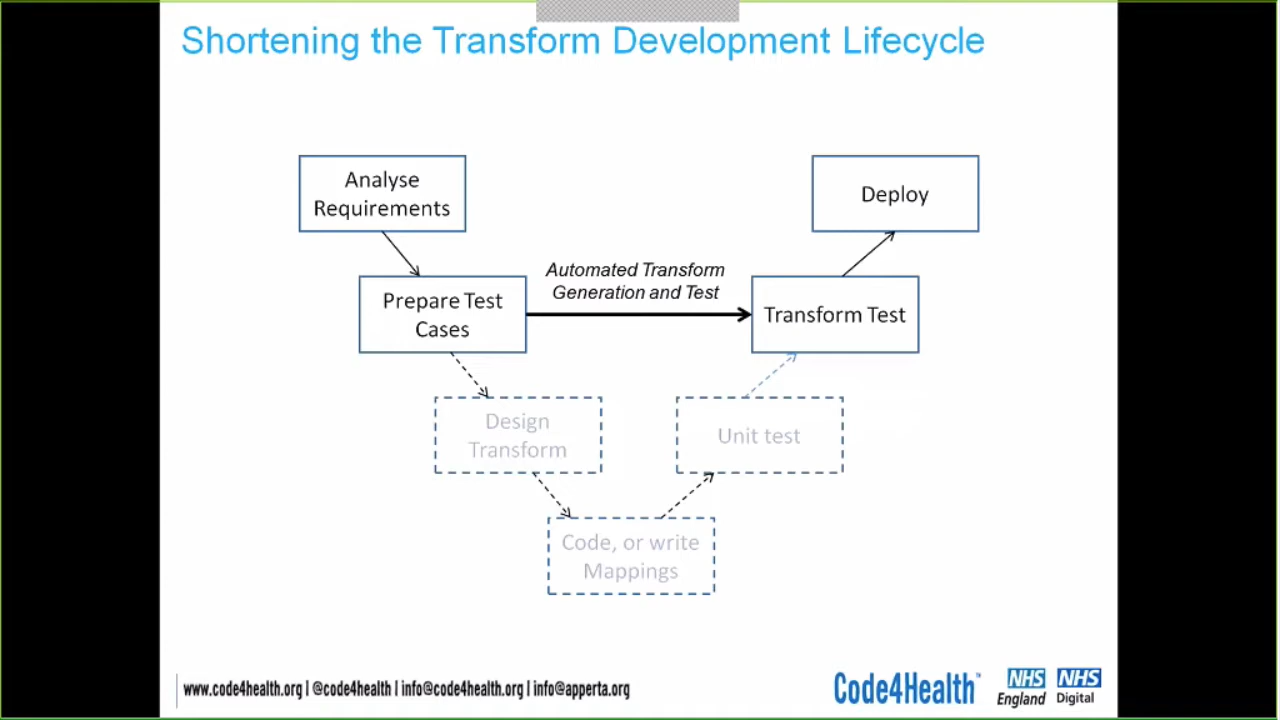 Shortening the Transform Development Lifecycle
Analyse
Requirements
Deploy
Automated Transform
Generation and Test
Prepare Test
Cases
Transform Test
Design
Transform
Unit test
Code, or write
Mappings
www.code4health.org | @code4health | info@code4health.org | info@apperta.org
Code4Health™
NHS
England
NHS
Digital